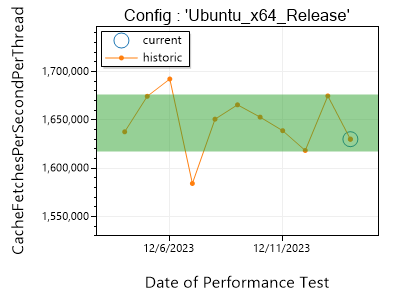 Config : 'Ubuntu_x64_Release'
CacheFetchesPerSecondPerThread
current
historic
1,700,000
1,650,000
1,600,000
1,550,000
12/6/2023
12/11/2023
Date of Performance Test